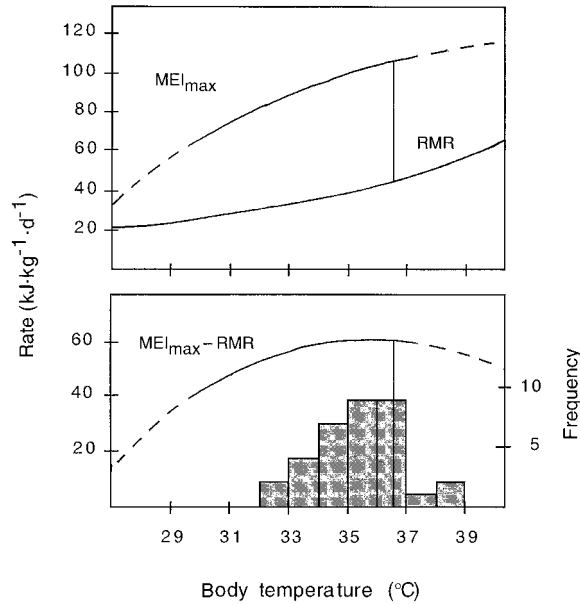 120
100
80
60
40
20
MEImax
RMR
Rate (kJ·kg⁻¹·d⁻¹)
60
40
20
MEImax – RMR
10
5
Frequency
29 31 33 35 37 39
Body temperature (°C)